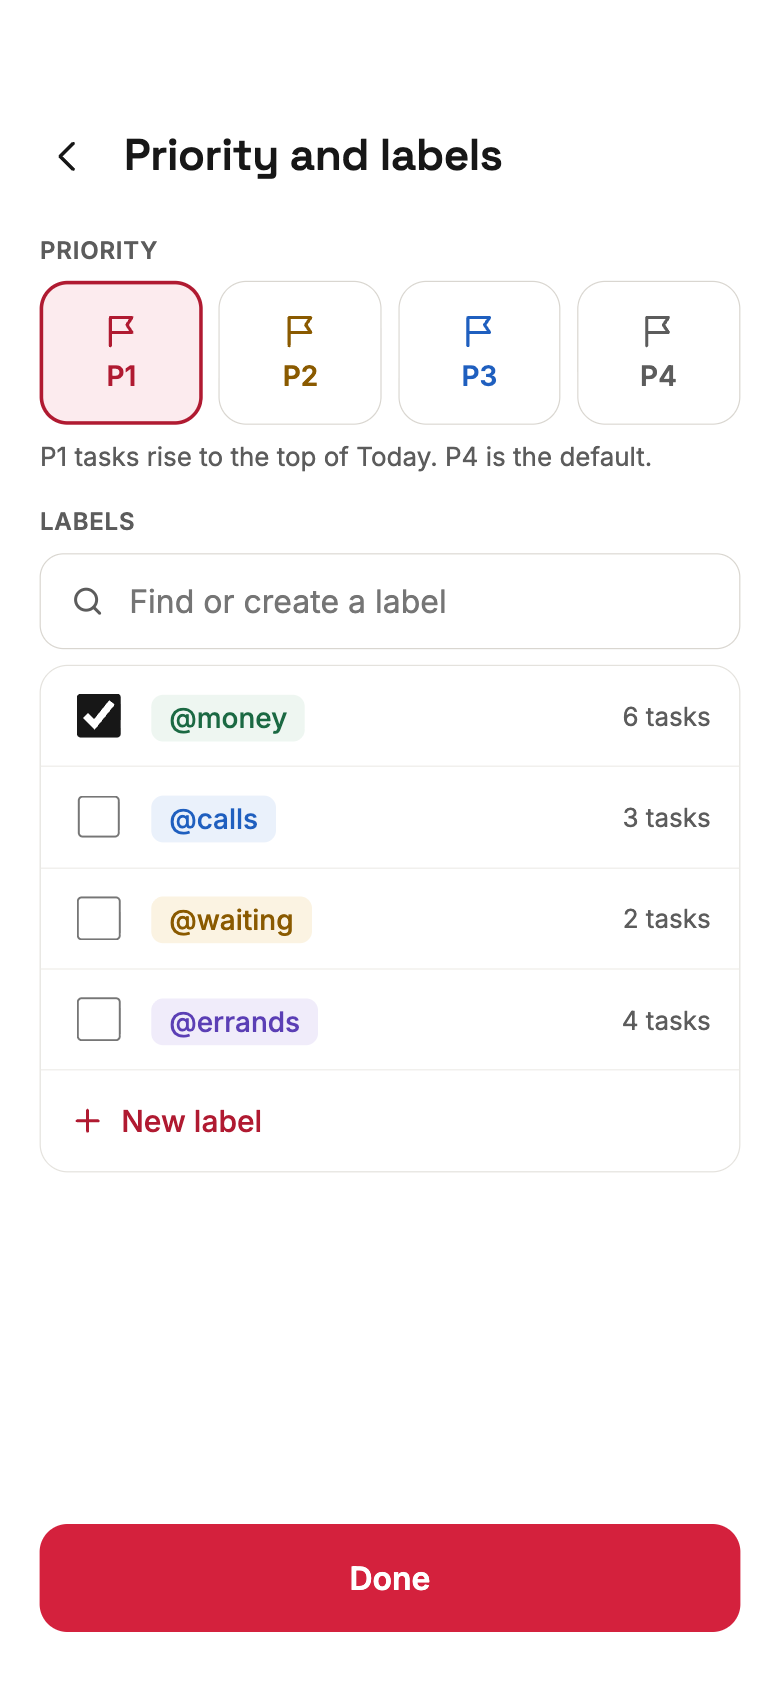 Priority and labels
PRIORITY
P1 P2 P3 P4
P1 tasks rise to the top of Today. P4 is the default.
LABELS
Find or create a label
@money 6 tasks
@calls 3 tasks
@waiting 2 tasks
@errands 4 tasks
+ New label
Done